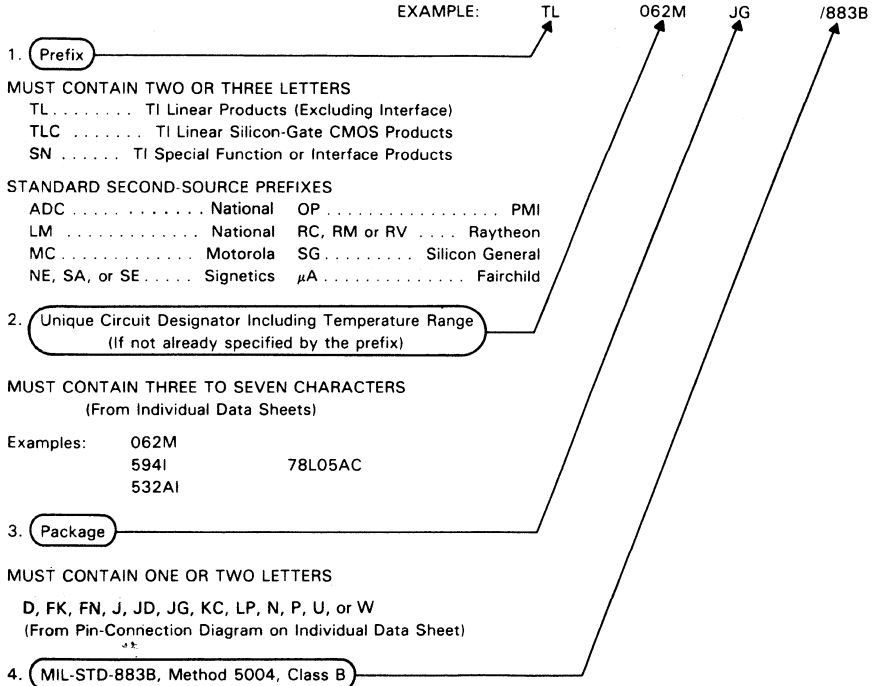 EXAMPLE: TL 062M JG /883B
1. Prefix
MUST CONTAIN TWO OR THREE LETTERS
TL . . . . . . . . TI Linear Products (Excluding Interface)
TLC . . . . . . . TI Linear Silicon-Gate CMOS Products
SN . . . . . . TI Special Function or Interface Products
STANDARD SECOND-SOURCE PREFIXES
ADC . . . . . . . . . . . . National OP . . . . . . . . . . . . . . . . . PMI
LM . . . . . . . . . . . . . National RC, RM or RV . . . . Raytheon
MC . . . . . . . . . . . . . Motorola SG . . . . . . . . . Silicon General
NE, SA, or SE . . . . . Signetics μA . . . . . . . . . . . . . . Fairchild
2. Unique Circuit Designator Including Temperature Range
(If not already specified by the prefix)
MUST CONTAIN THREE TO SEVEN CHARACTERS
(From Individual Data Sheets)
Examples: 062M
594I 78L05AC
532AI
3. Package
MUST CONTAIN ONE OR TWO LETTERS
D, FK, FN, J, JD, JG, KC, LP, N, P, U, or W
(From Pin-Connection Diagram on Individual Data Sheet)
4. MIL-STD-883B, Method 5004, Class B